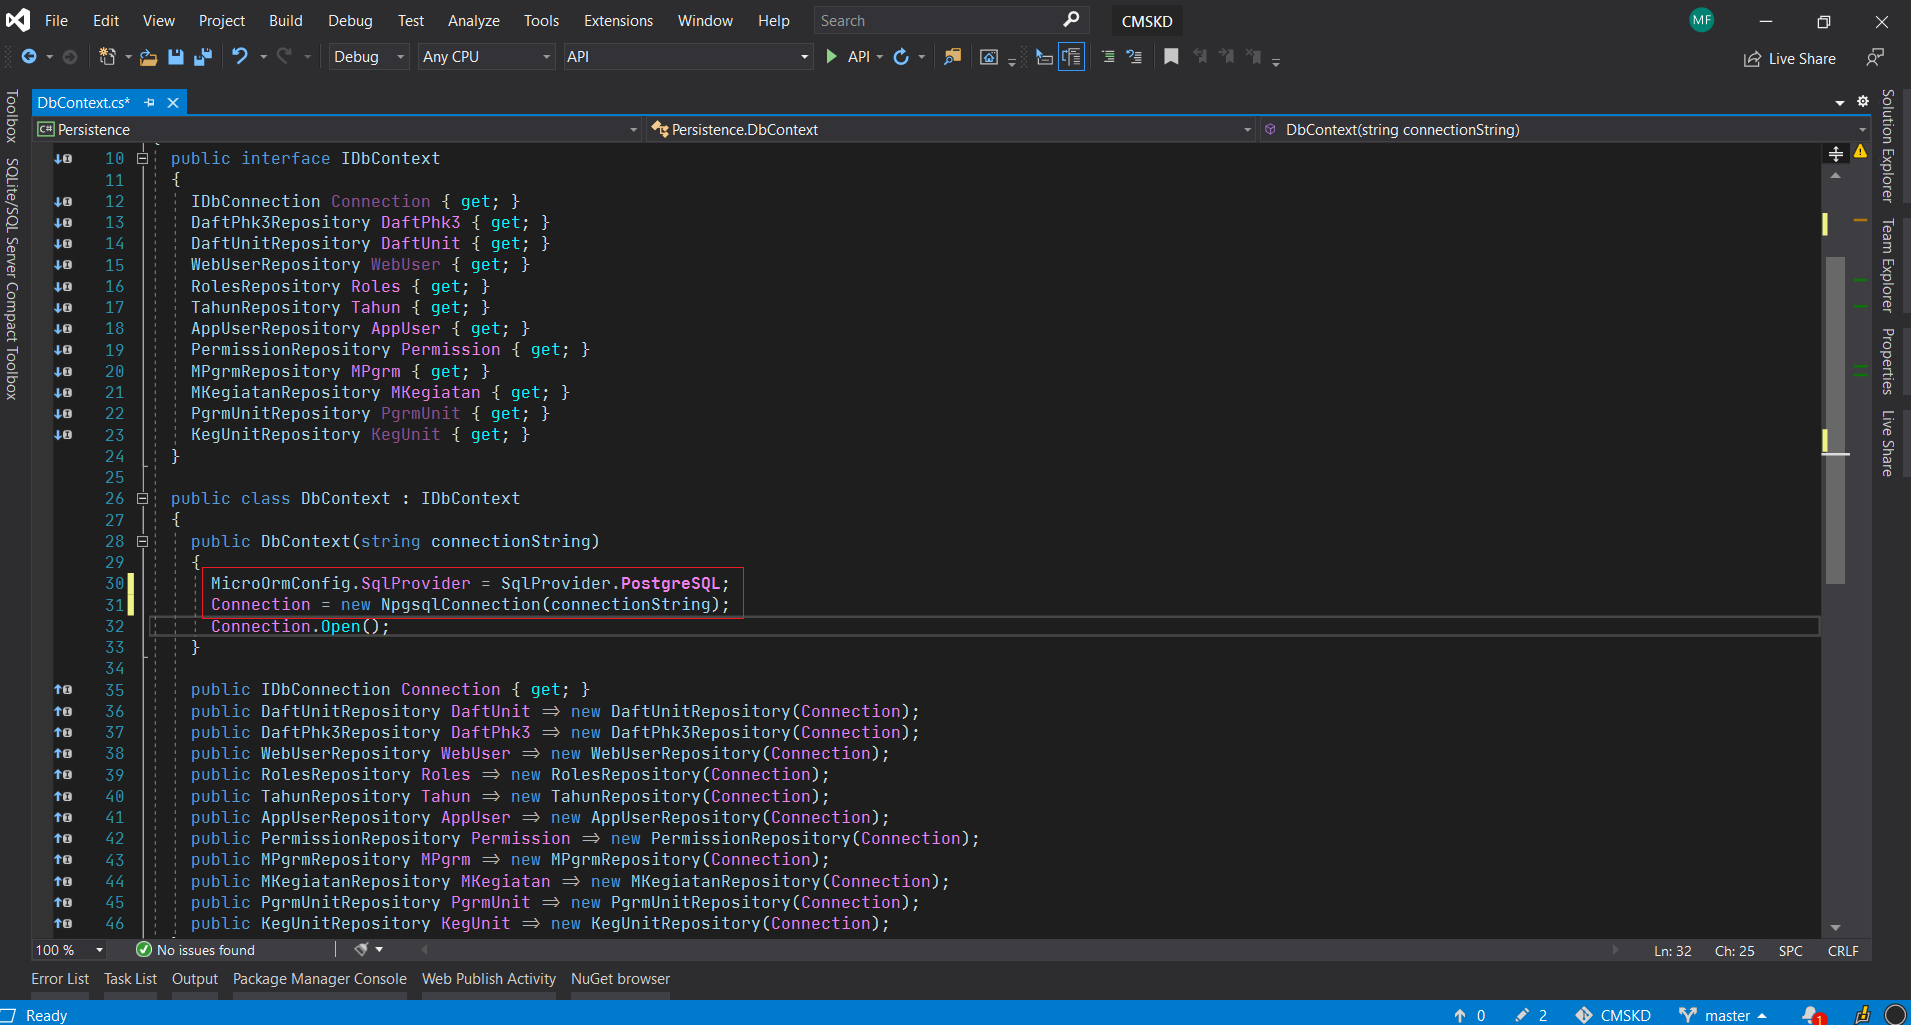 File Edit View Project Build Debug Test Analyze Tools Extensions Window Help Search CMSKD MF
Debug Any CPU API API Live Share
Toolbox
SQLite/SQL Server Compact Toolbox
DbContext.cs*
C# Persistence Persistence.DbContext DbContext(string connectionString)
10 public interface IDbContext
11 {
12 IDbConnection Connection { get; }
13 DaftPhk3Repository DaftPhk3 { get; }
14 DaftUnitRepository DaftUnit { get; }
15 WebUserRepository WebUser { get; }
16 RolesRepository Roles { get; }
17 TahunRepository Tahun { get; }
18 AppUserRepository AppUser { get; }
19 PermissionRepository Permission { get; }
20 MPgrmRepository MPgrm { get; }
21 MKegiatanRepository MKegiatan { get; }
22 PgrmUnitRepository PgrmUnit { get; }
23 KegUnitRepository KegUnit { get; }
24 }
25
26 public class DbContext : IDbContext
27 {
28 public DbContext(string connectionString)
29 {
30 MicroOrmConfig.SqlProvider = SqlProvider.PostgreSQL;
31 Connection = new NpgsqlConnection(connectionString);
32 Connection.Open();
33 }
34
35 public IDbConnection Connection { get; }
36 public DaftUnitRepository DaftUnit => new DaftUnitRepository(Connection);
37 public DaftPhk3Repository DaftPhk3 => new DaftPhk3Repository(Connection);
38 public WebUserRepository WebUser => new WebUserRepository(Connection);
39 public RolesRepository Roles => new RolesRepository(Connection);
40 public TahunRepository Tahun => new TahunRepository(Connection);
41 public AppUserRepository AppUser => new AppUserRepository(Connection);
42 public PermissionRepository Permission => new PermissionRepository(Connection);
43 public MPgrmRepository MPgrm => new MPgrmRepository(Connection);
44 public MKegiatanRepository MKegiatan => new MKegiatanRepository(Connection);
45 public PgrmUnitRepository PgrmUnit => new PgrmUnitRepository(Connection);
46 public KegUnitRepository KegUnit => new KegUnitRepository(Connection);
Solution Explorer
Team Explorer
Properties
Live Share
100 % No issues found Ln: 32 Ch: 25 SPC CRLF
Error List Task List Output Package Manager Console Web Publish Activity NuGet browser
Ready 0 2 CMSKD master 1